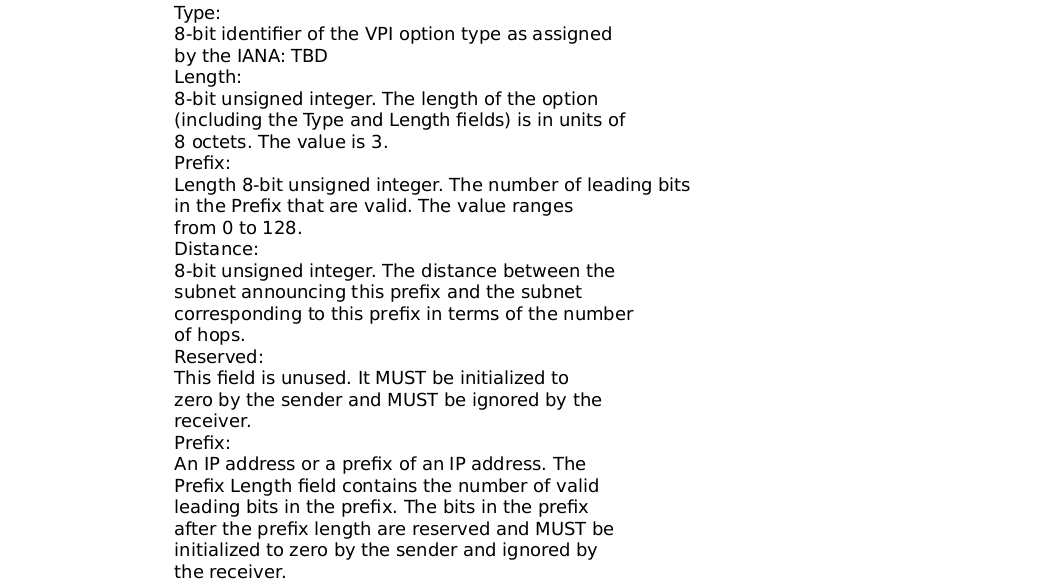 Type:
8-bit identifier of the VPI option type as assigned
by the IANA: TBD
Length:
8-bit unsigned integer. The length of the option
(including the Type and Length fields) is in units of
8 octets. The value is 3.
Prefix:
Length 8-bit unsigned integer. The number of leading bits
in the Prefix that are valid. The value ranges
from 0 to 128.
Distance:
8-bit unsigned integer. The distance between the
subnet announcing this prefix and the subnet
corresponding to this prefix in terms of the number
of hops.
Reserved:
This field is unused. It MUST be initialized to
zero by the sender and MUST be ignored by the
receiver.
Prefix:
An IP address or a prefix of an IP address. The
Prefix Length field contains the number of valid
leading bits in the prefix. The bits in the prefix
after the prefix length are reserved and MUST be
initialized to zero by the sender and ignored by
the receiver.